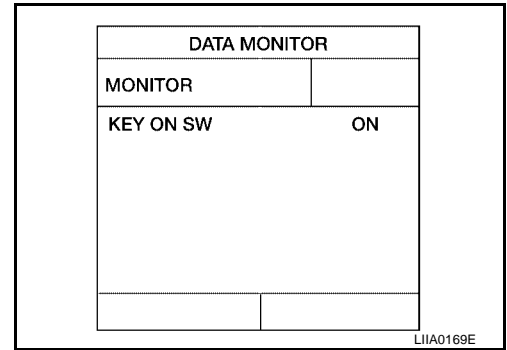 DATA MONITOR
MONITOR
KEY ON SW ON
LIIA0169E